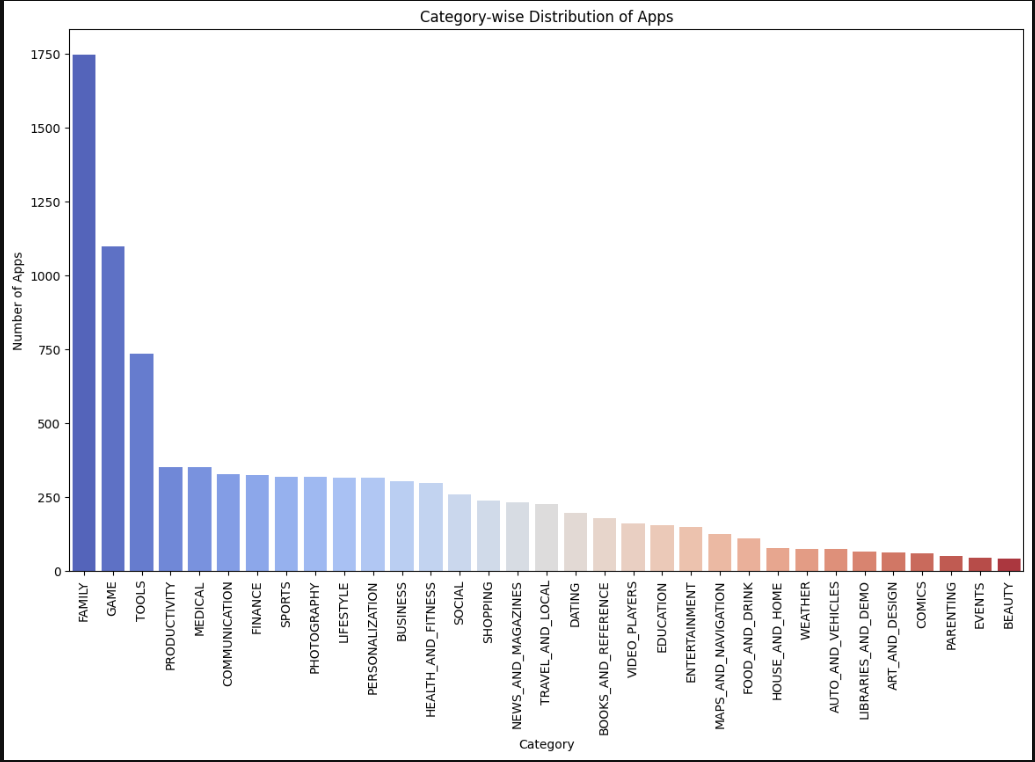 Category-wise Distribution of Apps
Number of Apps
1750
1500
1250
1000
750
500
250
0
FAMILY
GAME
TOOLS
PRODUCTIVITY
MEDICAL
COMMUNICATION
FINANCE
SPORTS
PHOTOGRAPHY
LIFESTYLE
PERSONALIZATION
BUSINESS
HEALTH_AND_FITNESS
SOCIAL
SHOPPING
NEWS_AND_MAGAZINES
TRAVEL_AND_LOCAL
DATING
BOOKS_AND_REFERENCE
VIDEO_PLAYERS
EDUCATION
ENTERTAINMENT
MAPS_AND_NAVIGATION
FOOD_AND_DRINK
HOUSE_AND_HOME
WEATHER
AUTO_AND_VEHICLES
LIBRARIES_AND_DEMO
ART_AND_DESIGN
COMICS
PARENTING
EVENTS
BEAUTY
Category